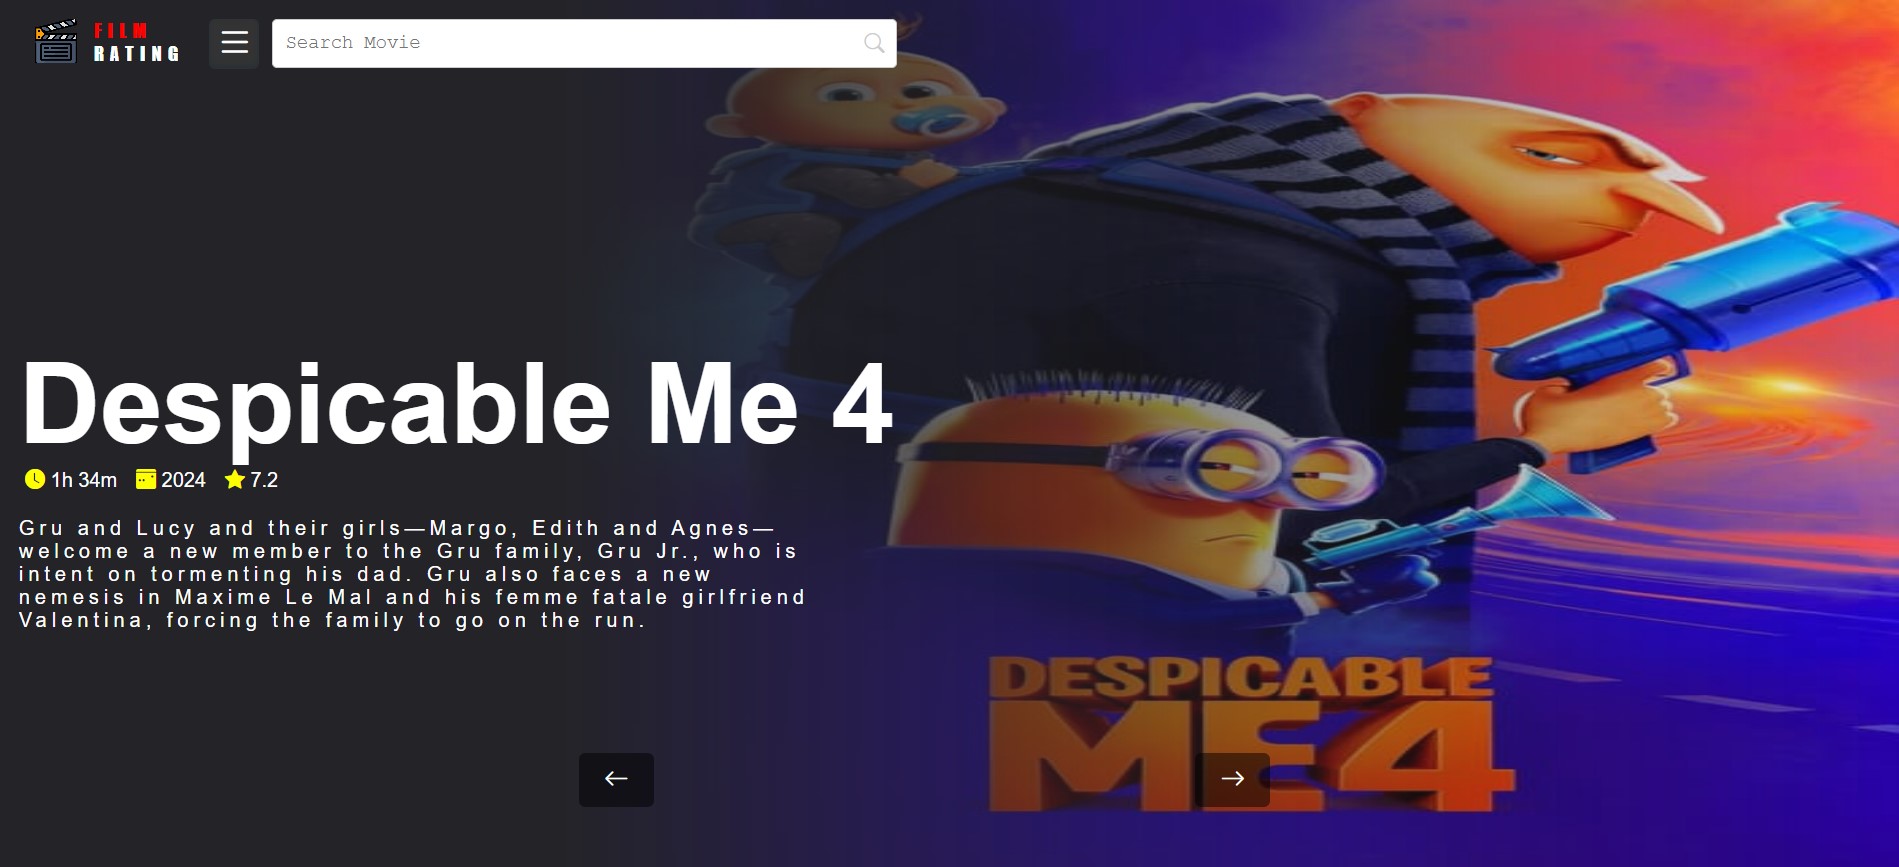 FILM
RATING
Search Movie
Despicable Me 4
1h 34m 2024 7.2
Gru and Lucy and their girls—Margo, Edith and Agnes—
welcome a new member to the Gru family, Gru Jr., who is
intent on tormenting his dad. Gru also faces a new
nemesis in Maxime Le Mal and his femme fatale girlfriend
Valentina, forcing the family to go on the run.
DESPICABLE
ME4